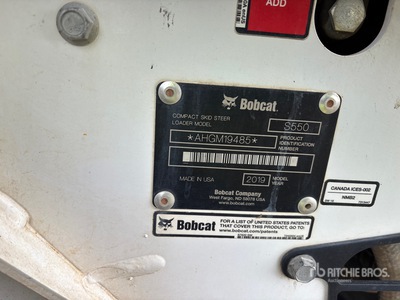 ADD
Bobcat.
COMPACT SKID STEER
LOADER MODEL
S550
*AHGM19485*
PRODUCT
IDENTIFICATION
NUMBER
MADE IN USA
2019
MODEL
YEAR
Bobcat Company
West Fargo, ND 58078 USA
www.bobcat.com
CANADA ICES-002
NMB2
Bobcat
FOR A LIST OF UNITED STATES PATENTS
THAT COVER THIS PRODUCT, GO TO:
www.bobcat.com/patents
RITCHIE BROS.
Auctioneers